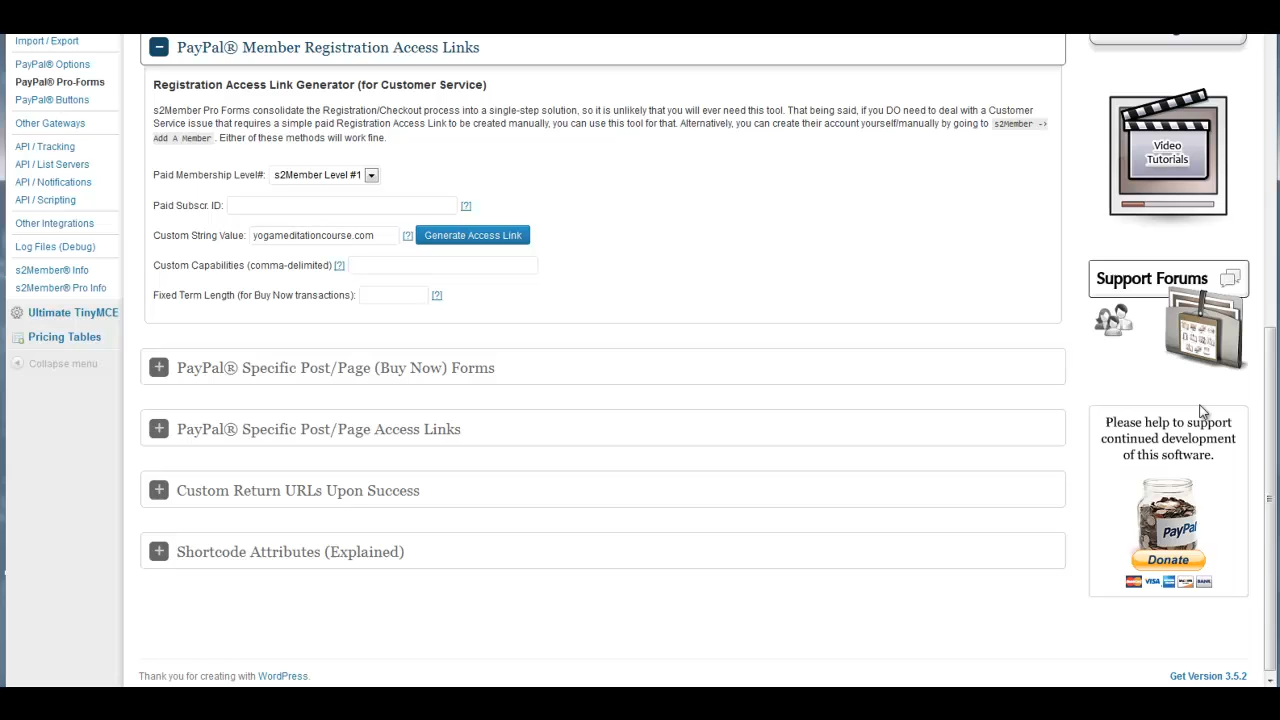 Import / Export
PayPal® Options
PayPal® Pro-Forms
PayPal® Buttons
Other Gateways
API / Tracking
API / List Servers
API / Notifications
API / Scripting
Other Integrations
Log Files (Debug)
s2Member® Info
s2Member® Pro Info
Ultimate TinyMCE
Pricing Tables
Collapse menu
PayPal® Member Registration Access Links
Registration Access Link Generator (for Customer Service)
s2Member Pro Forms consolidate the Registration/Checkout process into a single-step solution, so it is unlikely that you will ever need this tool. That being said, if you DO need to deal with a Customer
Service issue that requires a simple paid Registration Access Link to be created manually, you can use this tool for that. Alternatively, you can create their account yourself/manually by going to s2Member ->
Add A Member . Either of these methods will work fine.
Paid Membership Level#: s2Member Level #1
Paid Subscr. ID: [?]
Custom String Value: yogameditationcourse.com [?] Generate Access Link
Custom Capabilities (comma-delimited) [?]
Fixed Term Length (for Buy Now transactions): [?]
PayPal® Specific Post/Page (Buy Now) Forms
PayPal® Specific Post/Page Access Links
Custom Return URLs Upon Success
Shortcode Attributes (Explained)
Video
Tutorials
Support Forums
Please help to support
continued development
of this software.
PayPal
Donate
VISA
BANK
Thank you for creating with WordPress.
Get Version 3.5.2